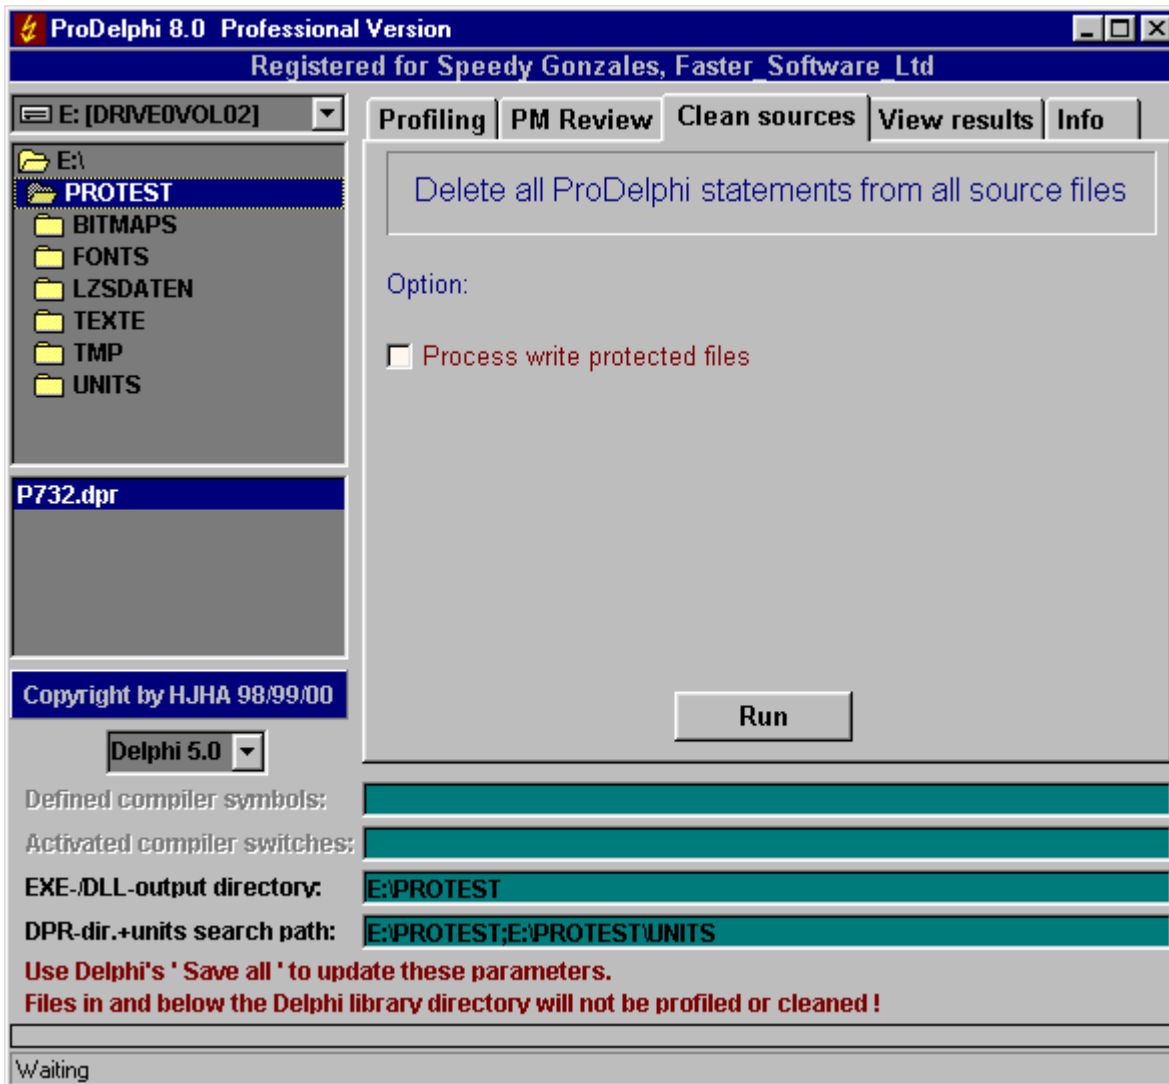 ProDelphi 8.0 Professional Version
Registered for Speedy Gonzales, Faster_Software_Ltd
E: [DRIVE0VOL02]
E:\
PROTEST
BITMAPS
FONTS
LZSDATEN
TEXTE
TMP
UNITS
P732.dpr
Copyright by HJHA 98/99/00
Delphi 5.0
Profiling
PM Review
Clean sources
View results
Info
Delete all ProDelphi statements from all source files
Option:
Process write protected files
Run
Defined compiler symbols:
Activated compiler switches:
EXE-/DLL-output directory: E:\PROTEST
DPR-dir.+units search path: E:\PROTEST;E:\PROTEST\UNITS
Use Delphi's ' Save all ' to update these parameters.
Files in and below the Delphi library directory will not be profiled or cleaned !
Waiting